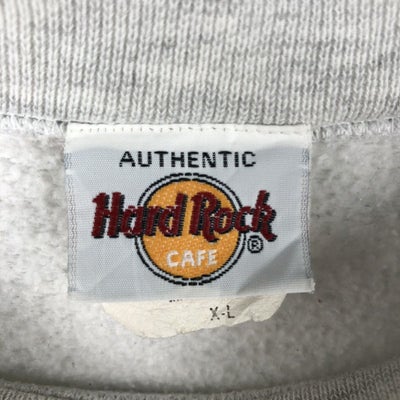 AUTHENTIC
Hard Rock ®
CAFE
X-L